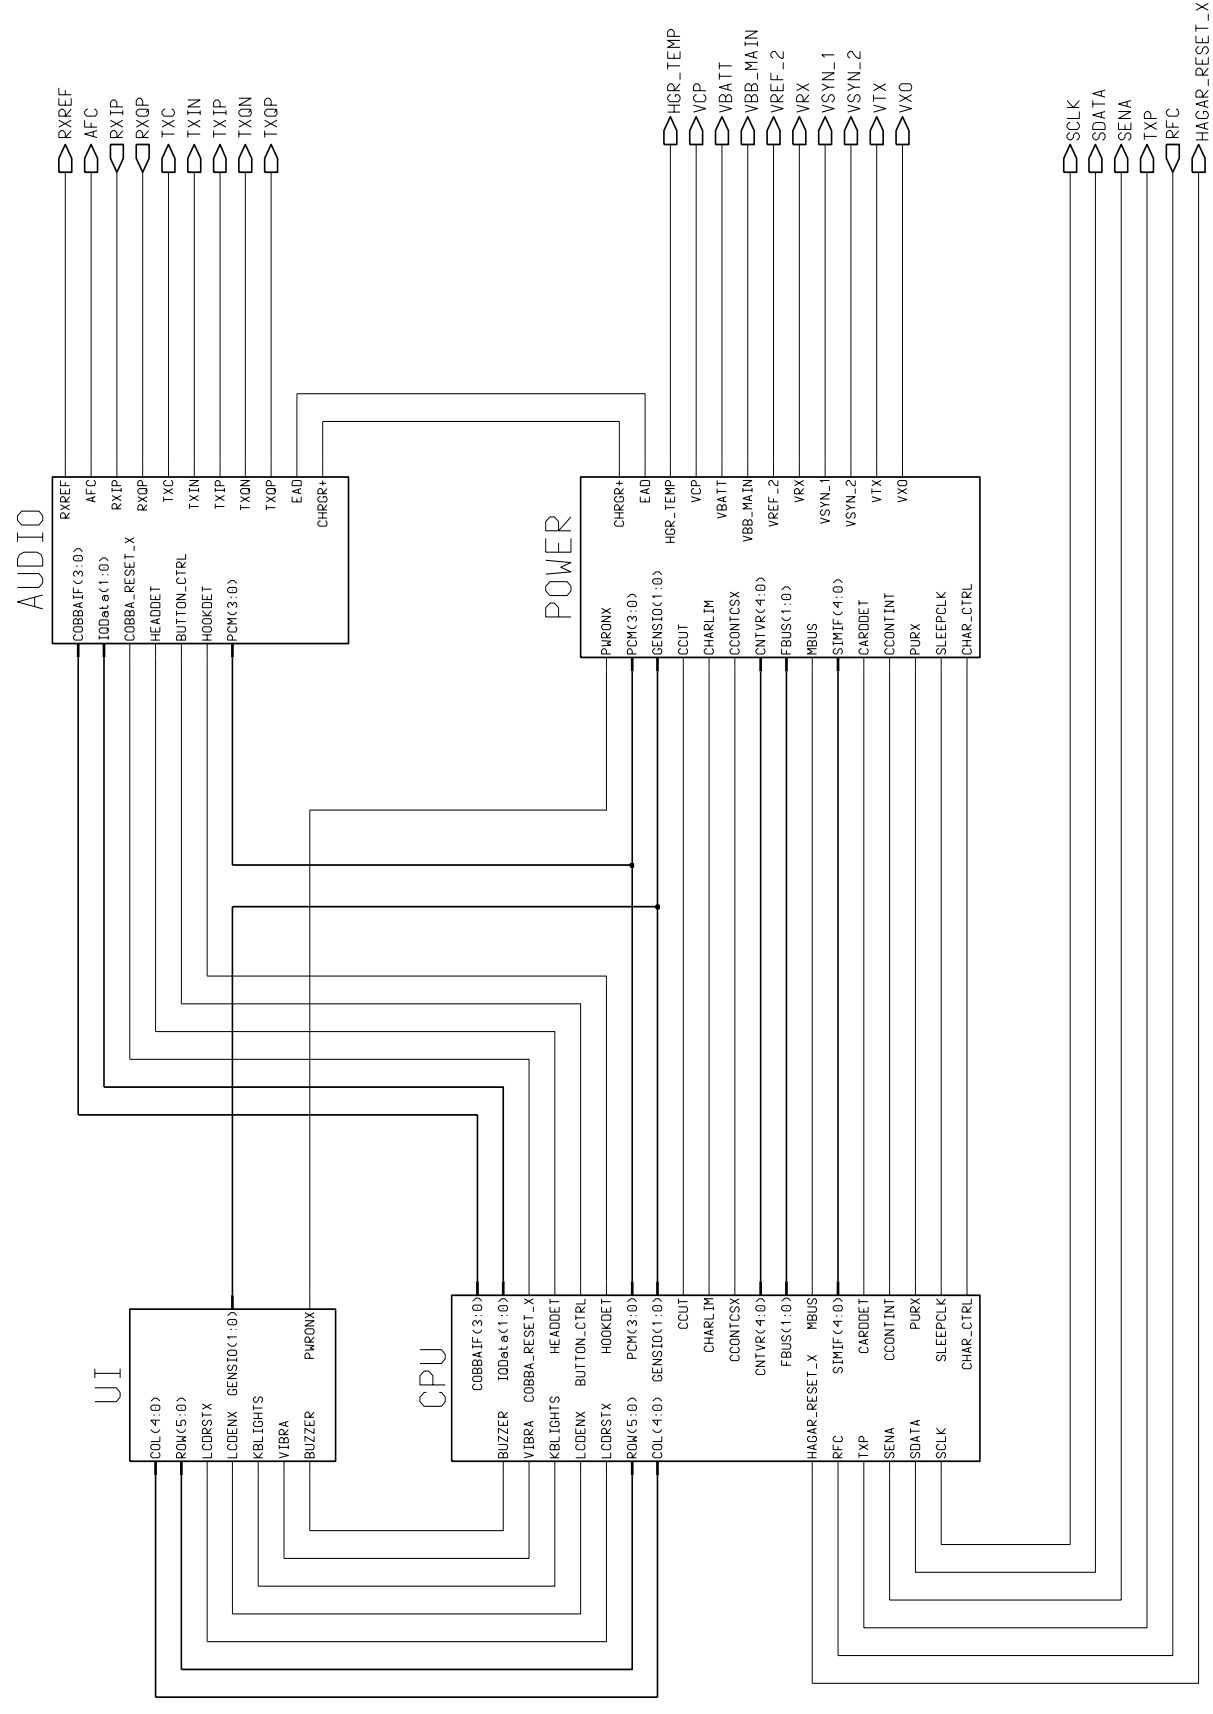 AUDIO
RXREF
AFC
RXIP
RXQP
TXC
TXIN
TXIP
TXQN
TXQP
RXREF
AFC
RXIP
RXQP
TXC
TXIN
TXIP
TXQN
TXQP
EAD
CHRGR+
COBBAIF(3:0)
IQData(1:0)
COBBA_RESET_X
HEADDET
BUTTON_CTRL
HOOKDET
PCM(3:0)
POWER
HGR_TEMP
VCP
VBATT
VBB_MAIN
VREF_2
VRX
VSYN_1
VSYN_2
VTX
VXO
CHRGR+
EAD
HGR_TEMP
VCP
VBATT
VBB_MAIN
VREF_2
VRX
VSYN_1
VSYN_2
VTX
VXO
PWRONX
PCM(3:0)
GENSIO(1:0)
CCUT
CHARLIM
CCONTCSX
CNTVR(4:0)
FBUS(1:0)
MBUS
SIMIF(4:0)
CARDDET
CCONTINT
PURX
SLEEPCLK
CHAR_CTRL
UI
GENSIO(1:0)
PWRONX
COL(4:0)
ROW(5:0)
LCDRSTX
LCDENX
KBLIGHTS
VIBRA
BUZZER
CPU
COBBAIF(3:0)
IQData(1:0)
COBBA_RESET_X
HEADDET
BUTTON_CTRL
HOOKDET
PCM(3:0)
GENSIO(1:0)
CCUT
CHARLIM
CCONTCSX
CNTVR(4:0)
FBUS(1:0)
MBUS
SIMIF(4:0)
CARDDET
CCONTINT
PURX
SLEEPCLK
CHAR_CTRL
BUZZER
VIBRA
KBLIGHTS
LCDENX
LCDRSTX
ROW(5:0)
COL(4:0)
HAGAR_RESET_X
RFC
TXP
SENA
SDATA
SCLK
SCLK
SDATA
SENA
TXP
RFC
HAGAR_RESET_X